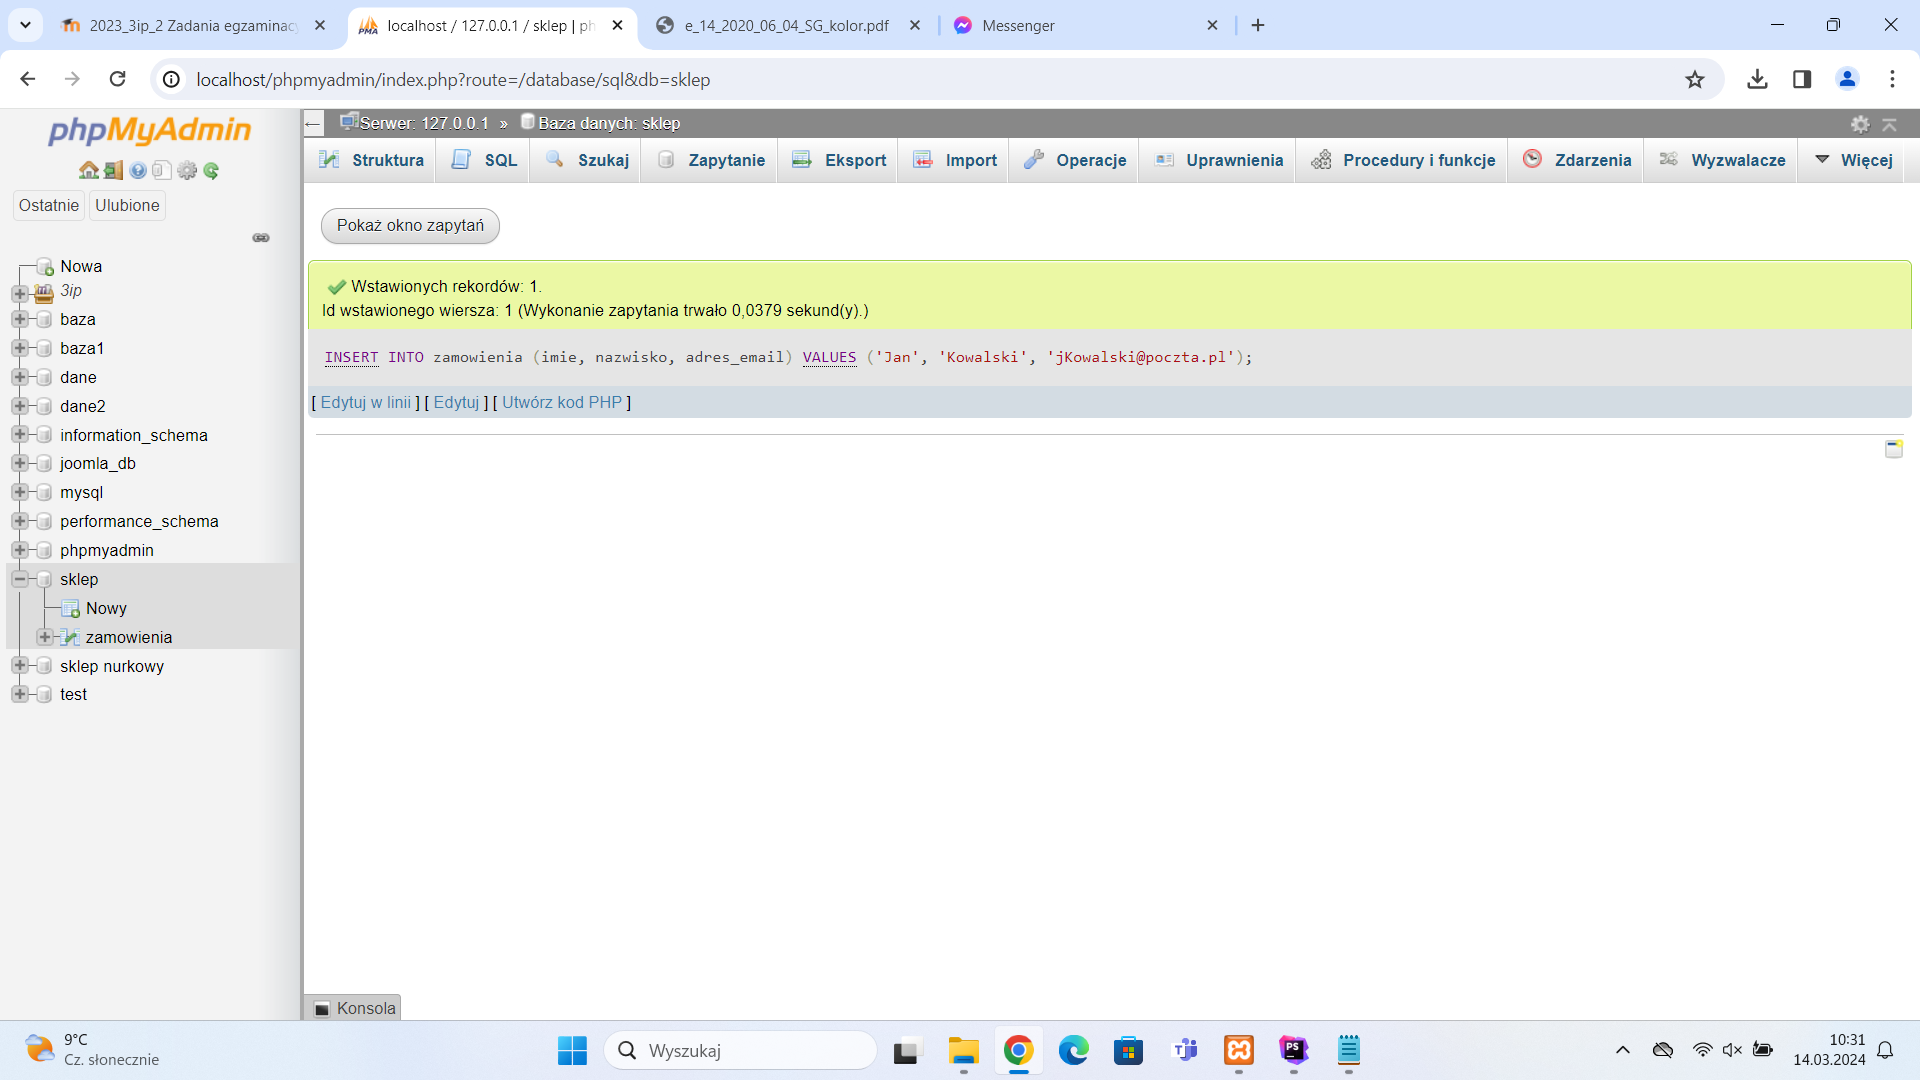 2023_3ip_2 Zadania egzaminac
localhost / 127.0.0.1 / sklep | ph
e_14_2020_06_04_SG_kolor.pdf
Messenger
localhost/phpmyadmin/index.php?route=/database/sql&db=sklep
phpMyAdmin
Ostatnie
Ulubione
Nowa
3ip
baza
baza1
dane
dane2
information_schema
joomla_db
mysql
performance_schema
phpmyadmin
sklep
Nowy
zamowienia
sklep nurkowy
test
Serwer: 127.0.0.1 » Baza danych: sklep
Struktura
SQL
Szukaj
Zapytanie
Eksport
Import
Operacje
Uprawnienia
Procedury i funkcje
Zdarzenia
Wyzwalacze
Więcej
Pokaż okno zapytań
Wstawionych rekordów: 1.
Id wstawionego wiersza: 1 (Wykonanie zapytania trwało 0,0379 sekund(y).)
INSERT INTO zamowienia (imie, nazwisko, adres_email) VALUES ('Jan', 'Kowalski', 'jKowalski@poczta.pl');
[ Edytuj w linii ] [ Edytuj ] [ Utwórz kod PHP ]
Konsola
9°C
Cz. słonecznie
Wyszukaj
PS
10:31
14.03.2024